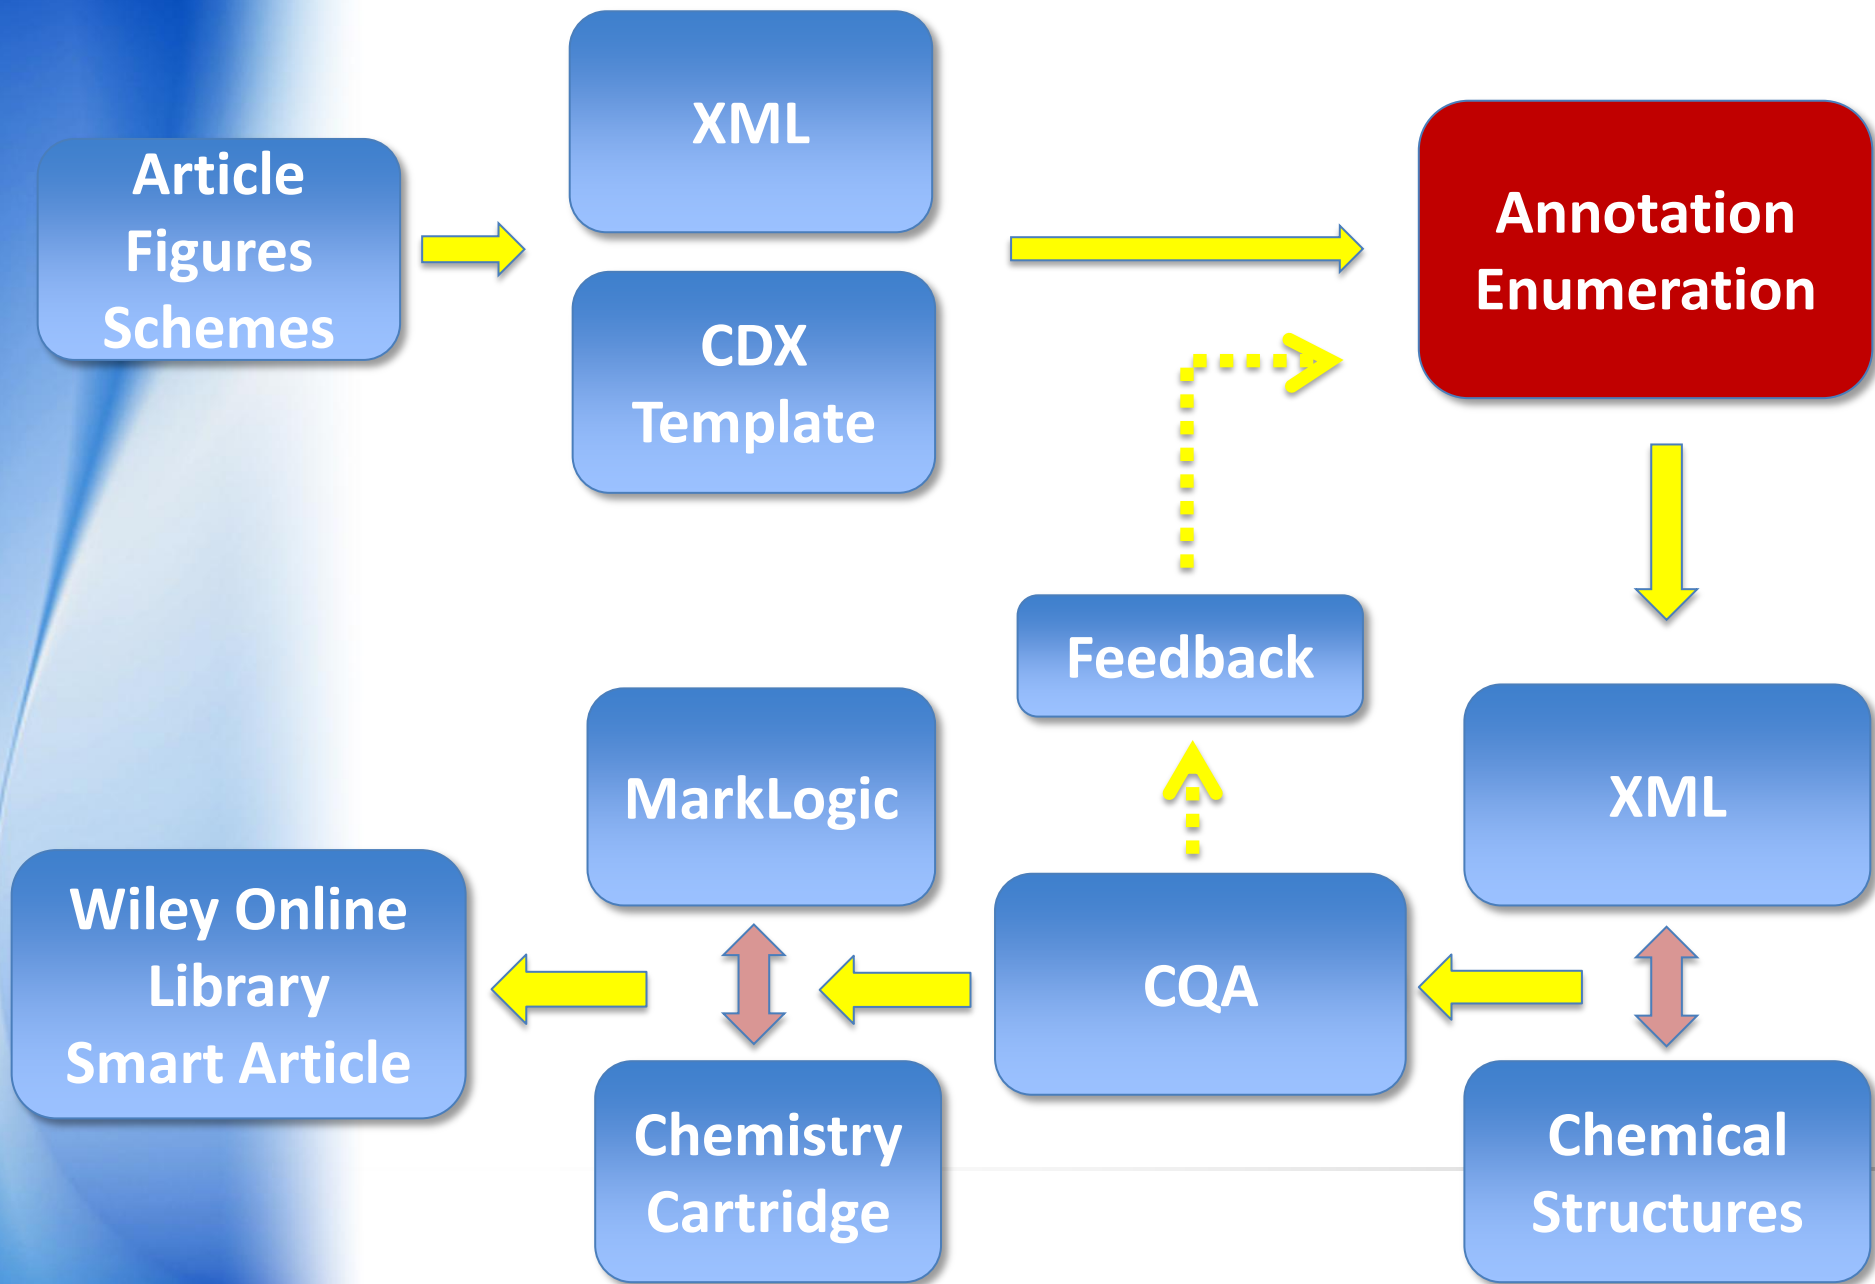 Article
Figures
Schemes
XML
CDX
Template
Annotation
Enumeration
Feedback
MarkLogic
XML
Wiley Online
Library
Smart Article
CQA
Chemistry
Cartridge
Chemical
Structures